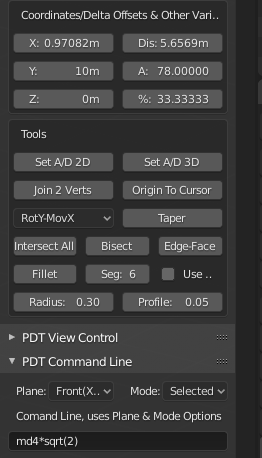 Coordinates/Delta Offsets & Other Vari..
X: 0.97082m Dis: 5.6569m
Y: 10m A: 78.00000
Z: 0m %: 33.33333
Tools
Set A/D 2D Set A/D 3D
Join 2 Verts Origin To Cursor
RotY-MovX Taper
Intersect All Bisect Edge-Face
Fillet Seg: 6 Use ..
Radius: 0.30 Profile: 0.05
PDT View Control
PDT Command Line
Plane: Front(X.. Mode: Selected
Comand Line, uses Plane & Mode Options
md4*sqrt(2)